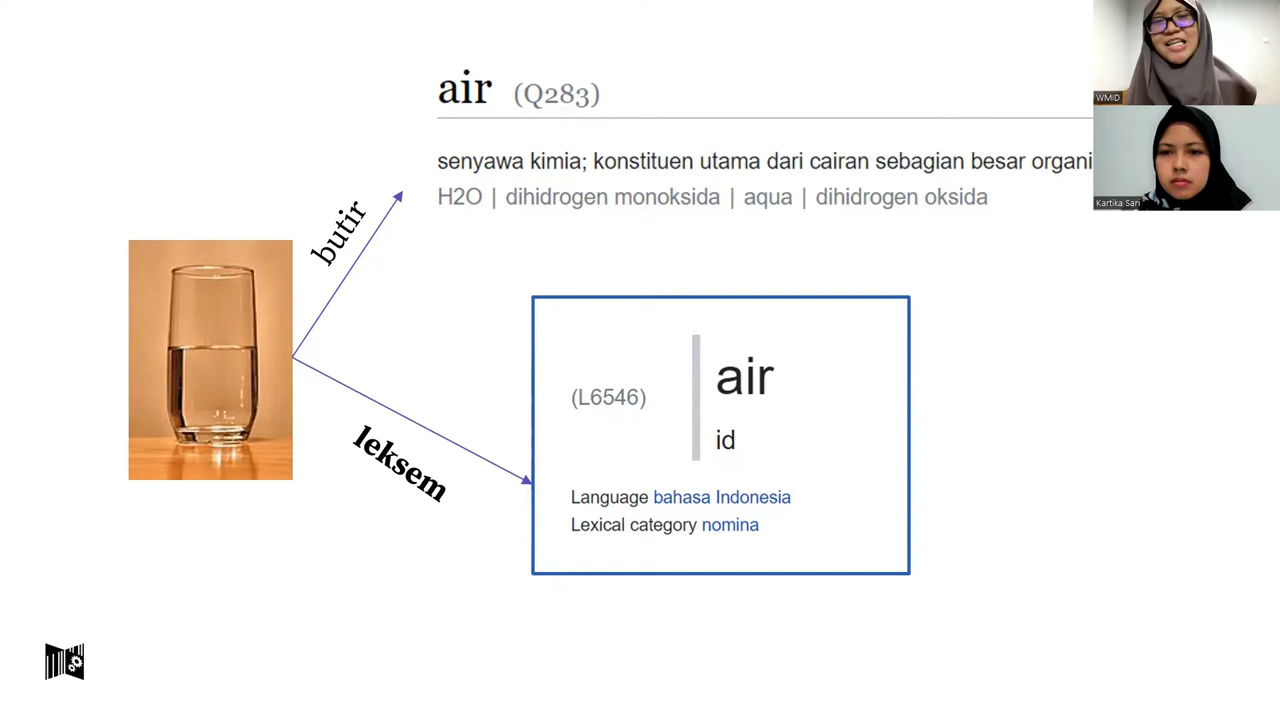 air (Q283)
senyawa kimia; konstituen utama dari cairan sebagian besar organi
H2O | dihidrogen monoksida | aqua | dihidrogen oksida
WMID
Kartika Sari
butir
leksem
(L6546)
air
id
Language bahasa Indonesia
Lexical category nomina